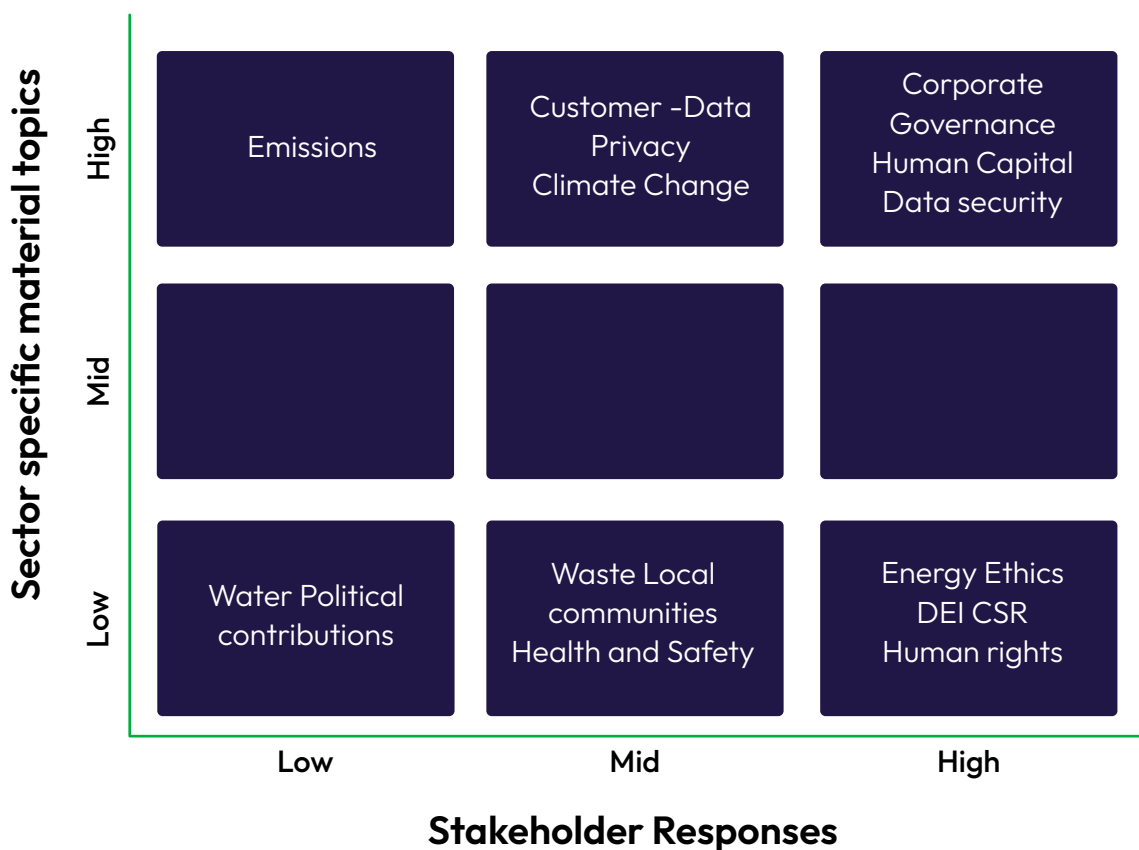 Sector specific material topics
High
Mid
Low
Emissions
Customer -Data
Privacy
Climate Change
Corporate
Governance
Human Capital
Data security
Water Political
contributions
Waste Local
communities
Health and Safety
Energy Ethics
DEI CSR
Human rights
Low
Mid
High
Stakeholder Responses